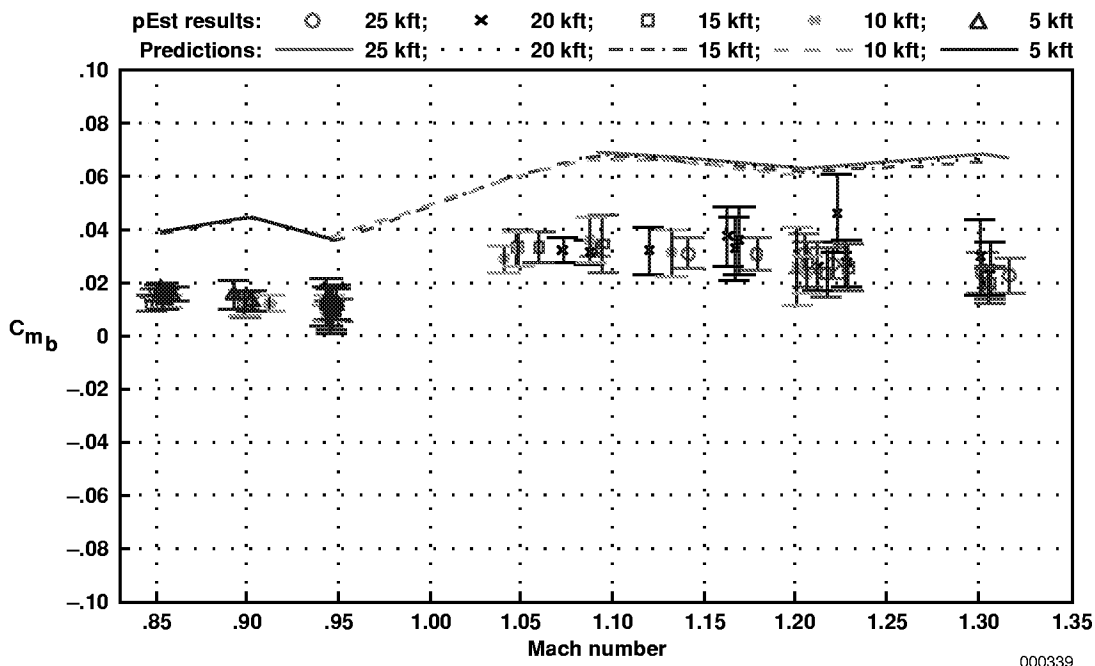 pEst results: 25 kft; 20 kft; 15 kft; 10 kft; 5 kft
Predictions: 25 kft; 20 kft; 15 kft; 10 kft; 5 kft
.10
.08
.06
.04
.02
C_m_b
0
–.02
–.04
–.06
–.08
–.10
.85 .90 .95 1.00 1.05 1.10 1.15 1.20 1.25 1.30 1.35
Mach number
000339